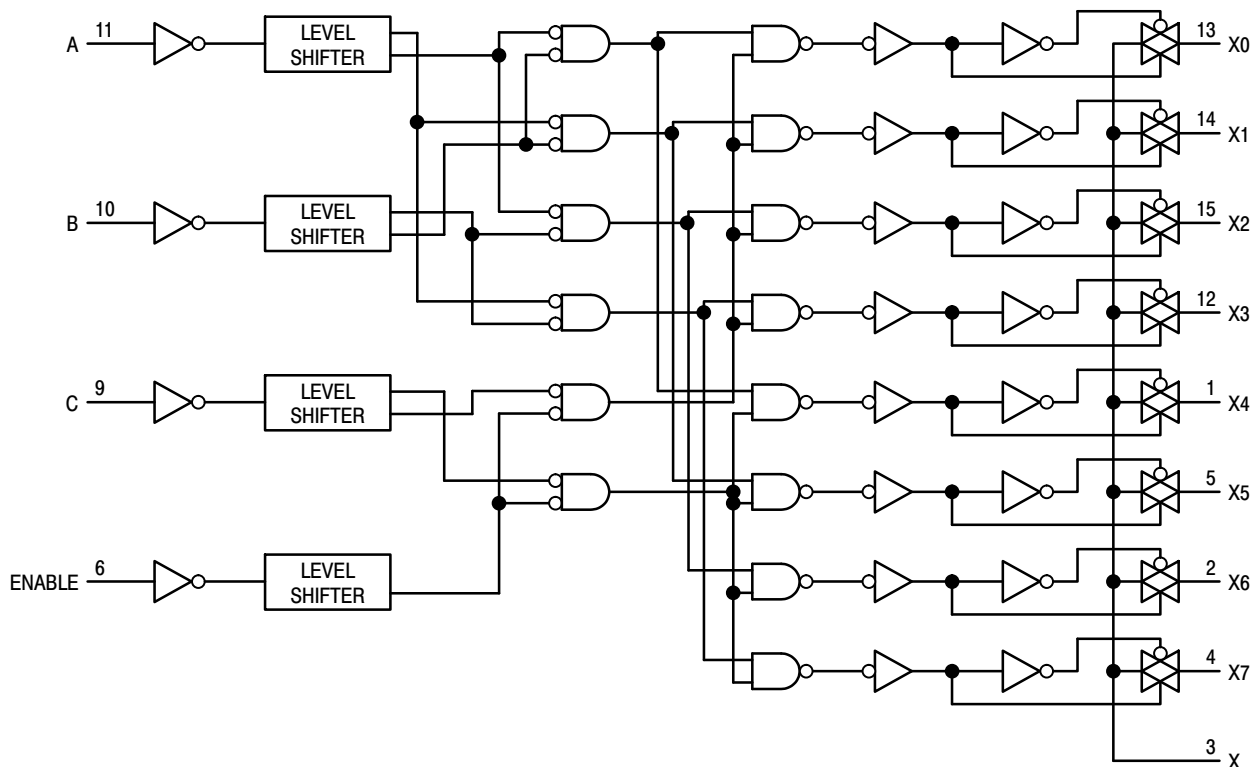 A 11 LEVEL SHIFTER 13 X0
14 X1
B 10 LEVEL SHIFTER 15 X2
12 X3
C 9 LEVEL SHIFTER 1 X4
5 X5
ENABLE 6 LEVEL SHIFTER 2 X6
4 X7
3 X